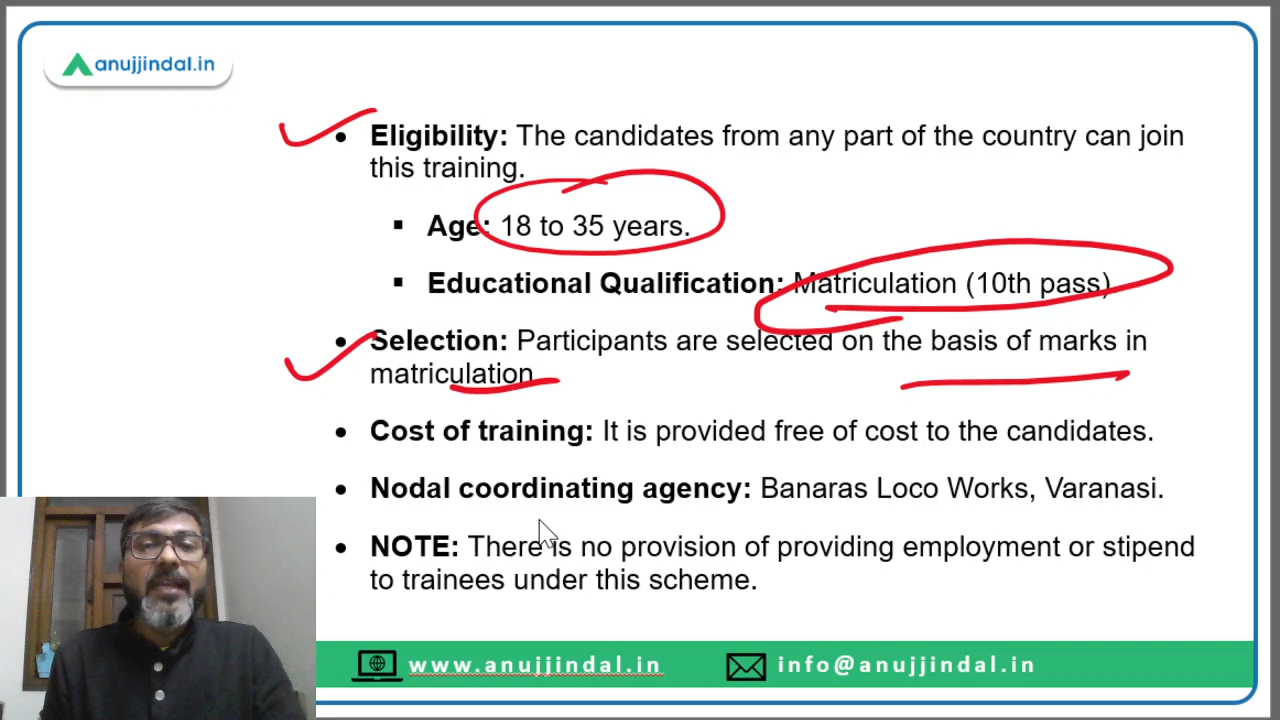 anujjindal.in
• Eligibility: The candidates from any part of the country can join
this training.
▪ Age: 18 to 35 years.
▪ Educational Qualification: Matriculation (10th pass)
• Selection: Participants are selected on the basis of marks in
matriculation
• Cost of training: It is provided free of cost to the candidates.
• Nodal coordinating agency: Banaras Loco Works, Varanasi.
• NOTE: There is no provision of providing employment or stipend
to trainees under this scheme.
www.anujjindal.in info@anujjindal.in